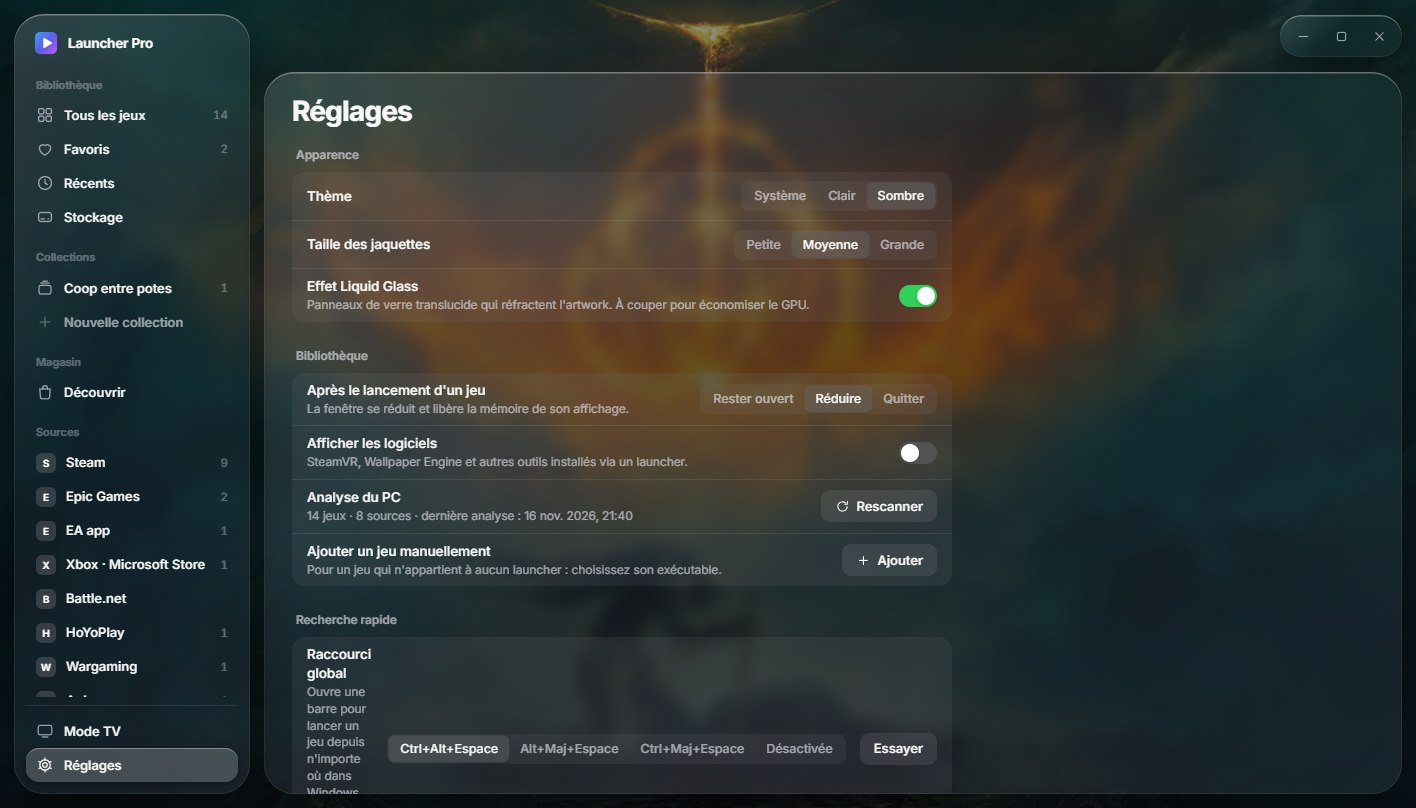 Launcher Pro
Bibliothèque
Tous les jeux 14
Favoris 2
Récents
Stockage
Collections
Coop entre potes 1
Nouvelle collection
Magasin
Découvrir
Sources
S Steam 9
E Epic Games 2
E EA app 1
X Xbox · Microsoft Store 1
B Battle.net
H HoYoPlay 1
W Wargaming 1
Mode TV
Réglages
Réglages
Apparence
Thème Système Clair Sombre
Taille des jaquettes Petite Moyenne Grande
Effet Liquid Glass
Panneaux de verre translucide qui réfractent l'artwork. À couper pour économiser le GPU.
Bibliothèque
Après le lancement d'un jeu
La fenêtre se réduit et libère la mémoire de son affichage.
Rester ouvert Réduire Quitter
Afficher les logiciels
SteamVR, Wallpaper Engine et autres outils installés via un launcher.
Analyse du PC
14 jeux · 8 sources · dernière analyse : 16 nov. 2026, 21:40
Rescanner
Ajouter un jeu manuellement
Pour un jeu qui n'appartient à aucun launcher : choisissez son exécutable.
Ajouter
Recherche rapide
Raccourci
global
Ouvre une
barre pour
lancer un
jeu depuis
n'importe
où dans
Windows
Ctrl+Alt+Espace Alt+Maj+Espace Ctrl+Maj+Espace Désactivée Essayer